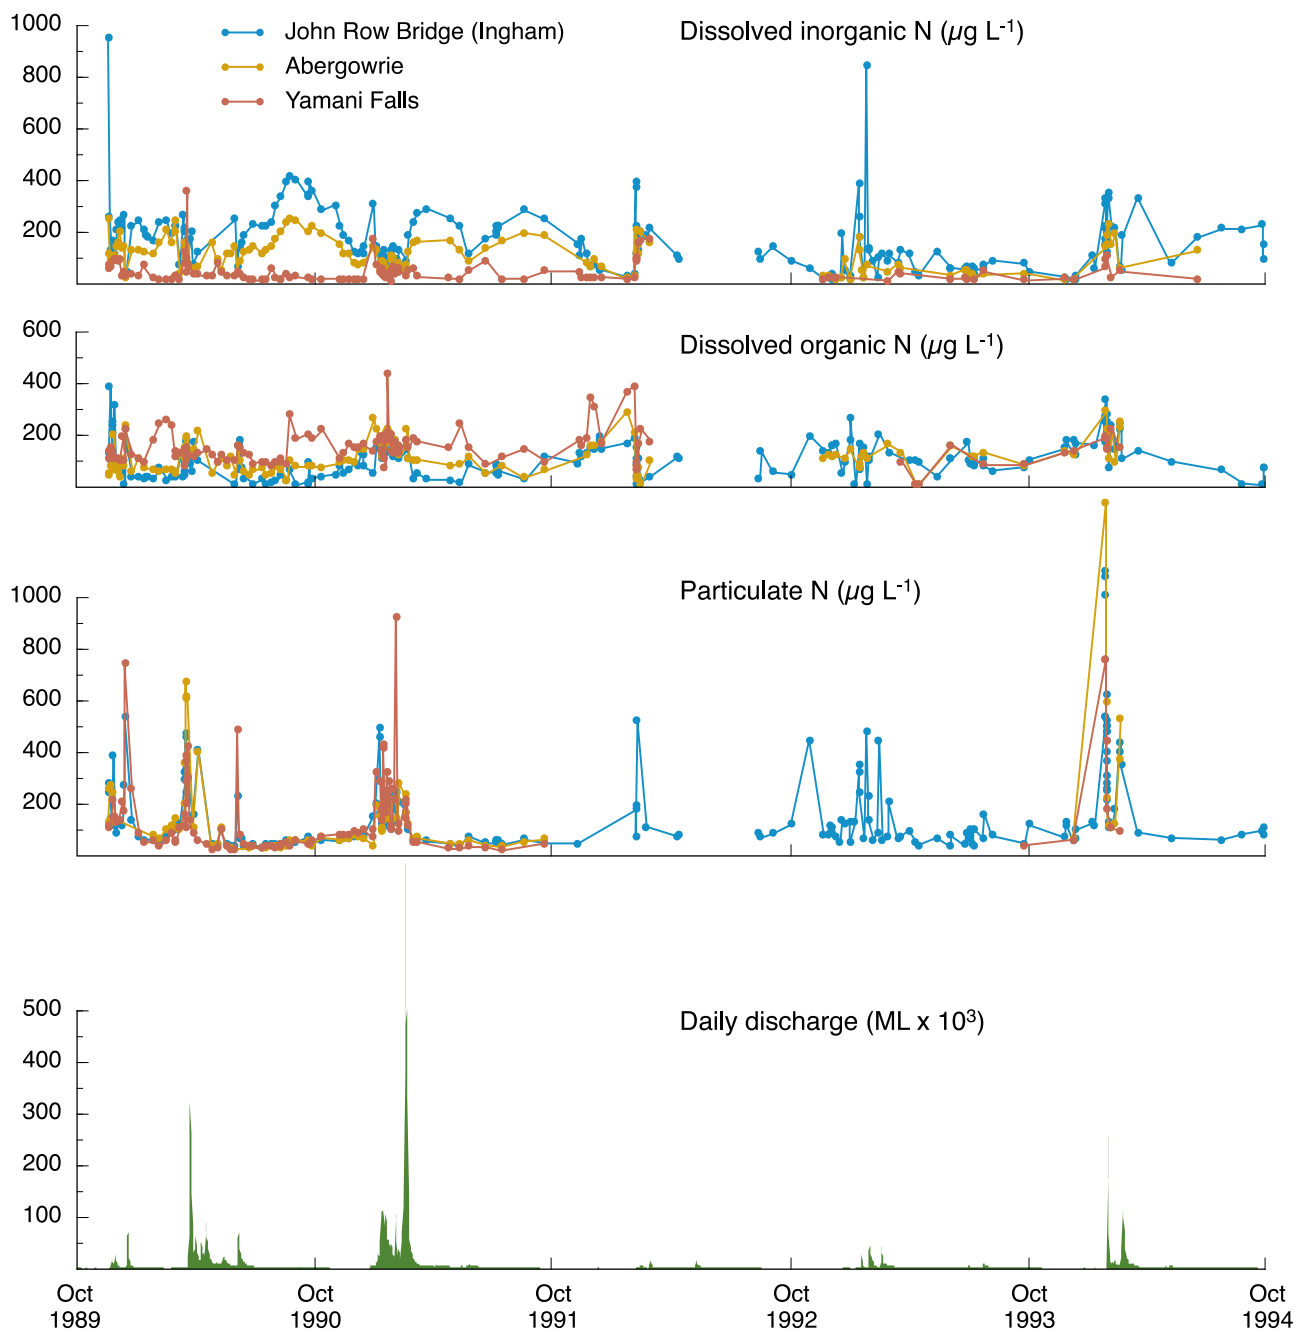 1000
800
600
400
200
John Row Bridge (Ingham)
Abergowrie
Yamani Falls
Dissolved inorganic N (µg L-1)
600
400
200
Dissolved organic N (µg L-1)
1000
800
600
400
200
Particulate N (µg L-1)
500
400
300
200
100
Daily discharge (ML x 10³)
Oct 1989
Oct 1990
Oct 1991
Oct 1992
Oct 1993
Oct 1994